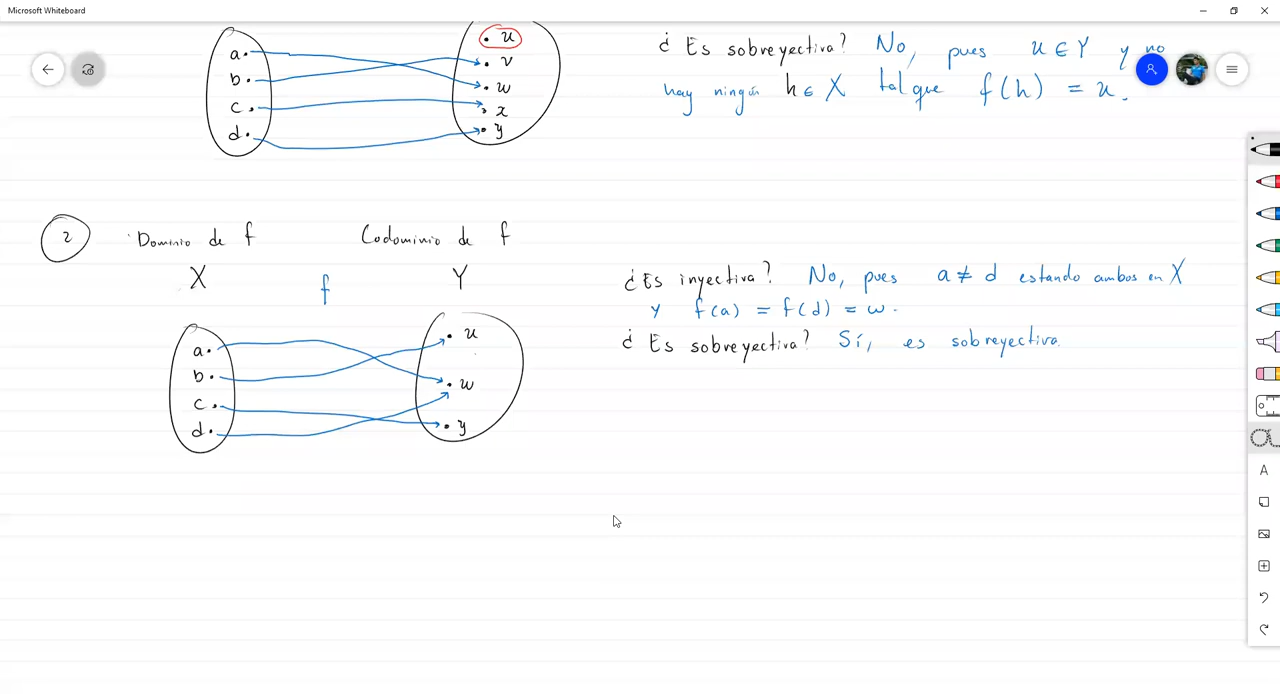 Microsoft Whiteboard
a.
b.
c.
d.
. u
. v
. w
. x
. y
¿ Es sobreyectiva? No, pues u ∈ Y y no
hay ningún h ∈ X tal que f(h) = u.
2
Dominio de f Codominio de f
X f Y
a.
b.
c.
d.
. u
. w
. y
¿ Es inyectiva? No, pues a ≠ d estando ambos en X
y f(a) = f(d) = w.
¿ Es sobreyectiva? Sí, es sobreyectiva.
A